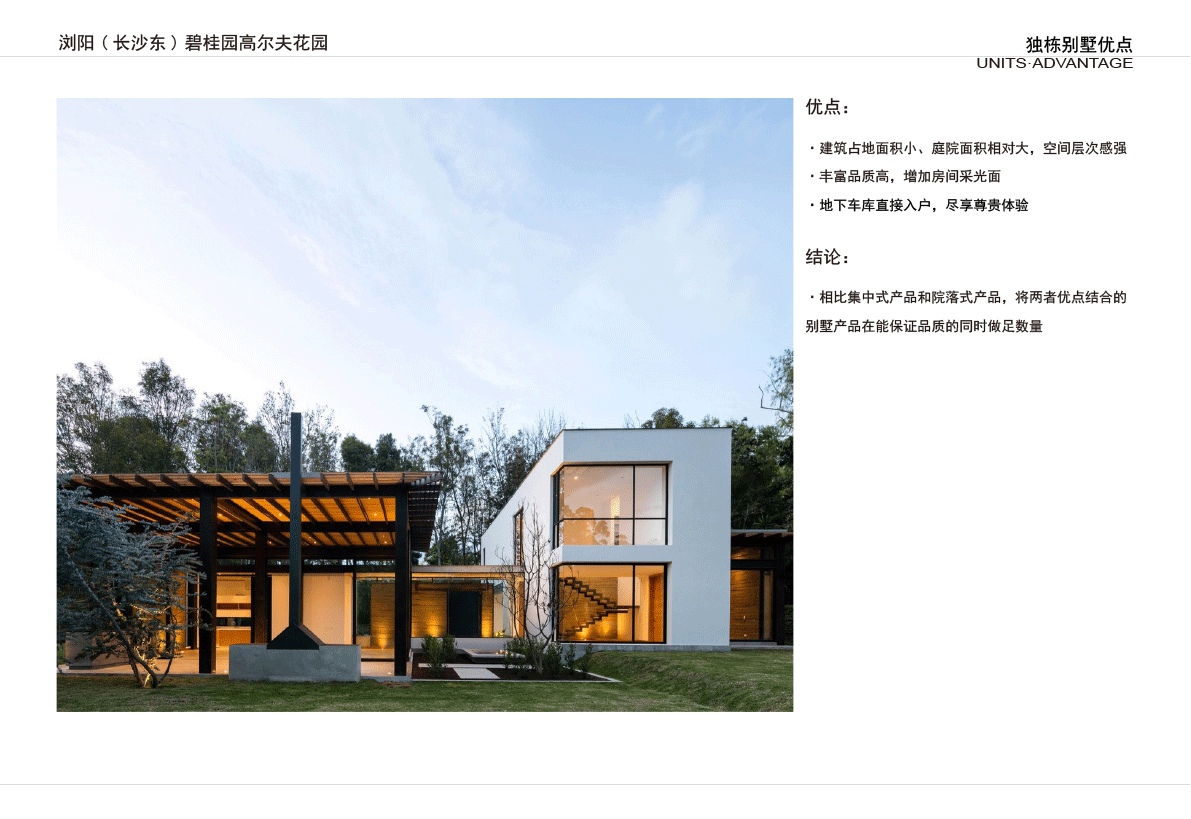 浏阳（长沙东）碧桂园高尔夫花园
独栋别墅优点
UNITS·ADVANTAGE
优点：
·建筑占地面积小、庭院面积相对大，空间层次感强
·丰富品质高，增加房间采光面
·地下车库直接入户，尽享尊贵体验
结论：
·相比集中式产品和院落式产品，将两者优点结合的
别墅产品在能保证品质的同时做足数量